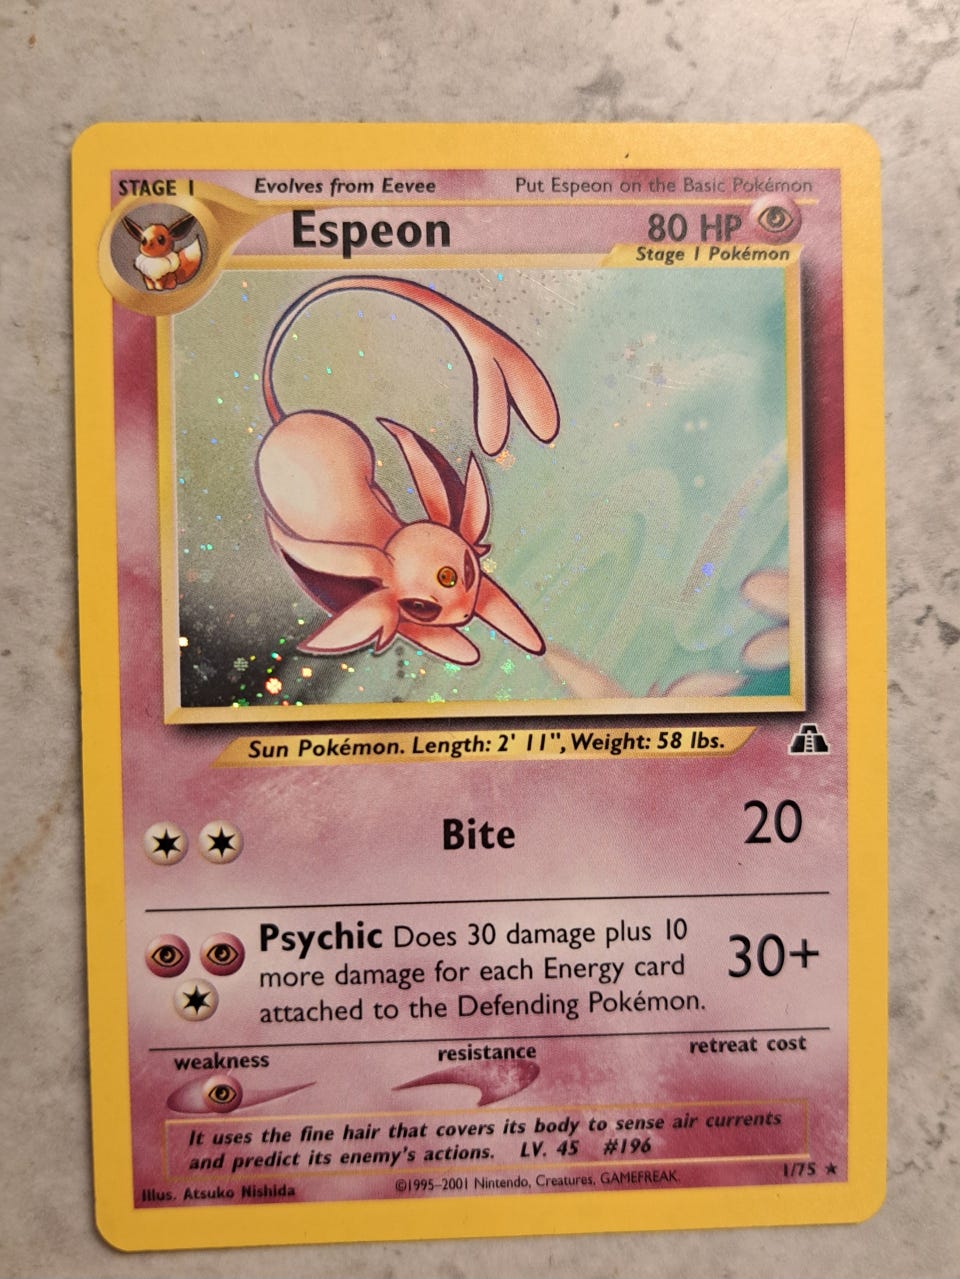 STAGE 1 Evolves from Eevee Put Espeon on the Basic Pokémon
Espeon 80 HP
Stage 1 Pokémon
Sun Pokémon. Length: 2' 11", Weight: 58 lbs.
Bite 20
Psychic Does 30 damage plus 10
more damage for each Energy card
attached to the Defending Pokémon.
30+
weakness resistance retreat cost
It uses the fine hair that covers its body to sense air currents
and predict its enemy's actions. LV. 45 #196
Illus. Atsuko Nishida ©1995–2001 Nintendo, Creatures, GAMEFREAK. 1/75 ★